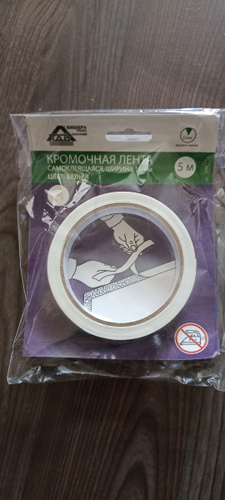 КРОМОЧНАЯ ЛЕНТА
САМОКЛЕЯЩАЯСЯ, ШИРИНА
ЦВЕТ: БЕЛЫЙ
5 М